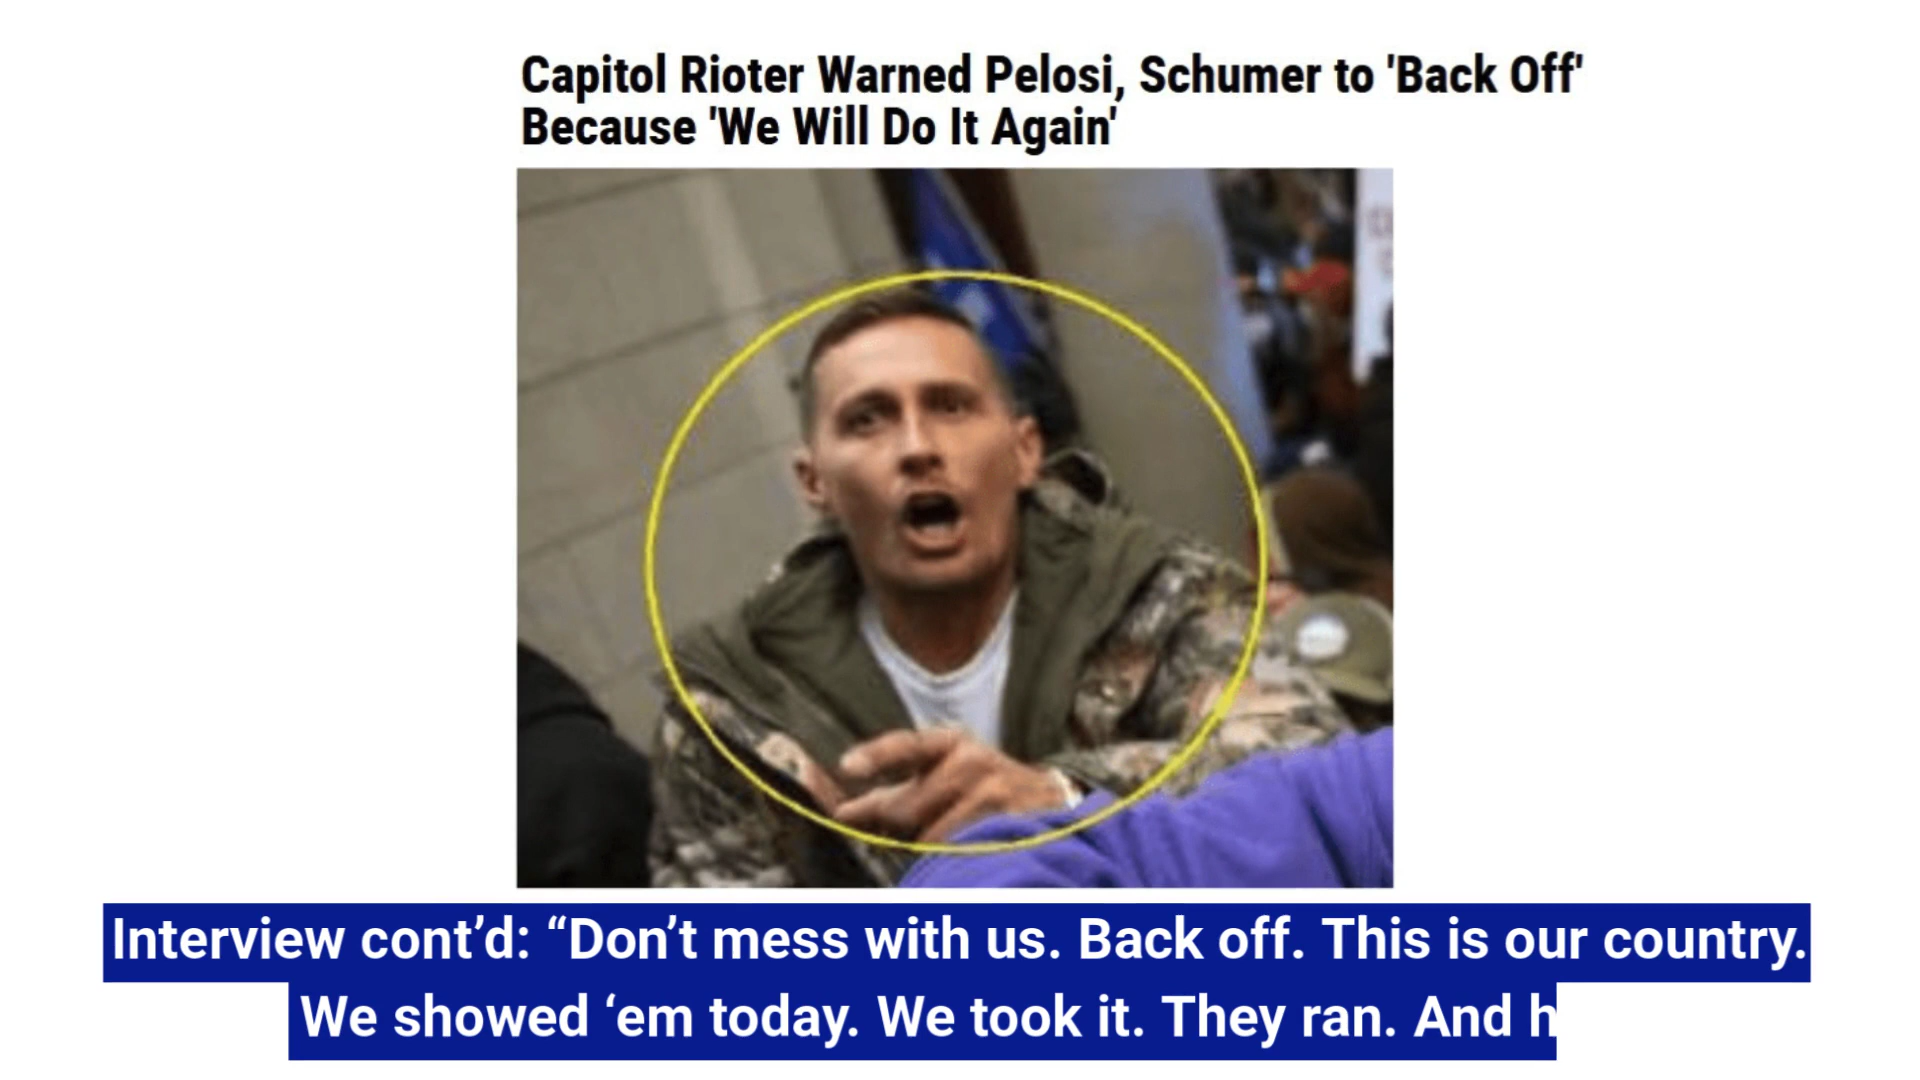 Capitol Rioter Warned Pelosi, Schumer to 'Back Off'
Because 'We Will Do It Again'
Interview cont’d: “Don’t mess with us. Back off. This is our country.
We showed ‘em today. We took it. They ran. And h